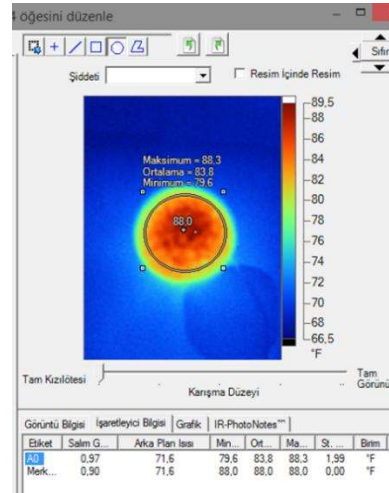 4 öğesini düzenle
Sıfır
Şiddeti
Resim İçinde Resim
Maksimum = 88,3
Ortalama = 83,8
Minimum = 79,6
88,0
89,5
88
86
84
82
80
78
76
74
72
70
68
66,5
°F
Tam Kızılötesi
Tam
Görünü
Karışma Düzeyi
Görüntü Bilgisi İşaretleyici Bilgisi Grafik IR-PhotoNotes™
Etiket Salım G... Arka Plan Isısı Min... Ort... Ma... St. ... Birim
A0 0,97 71,6 79,6 83,8 88,3 1,99 °F
Merk... 0,90 71,6 88,0 88,0 88,0 0,00 °F